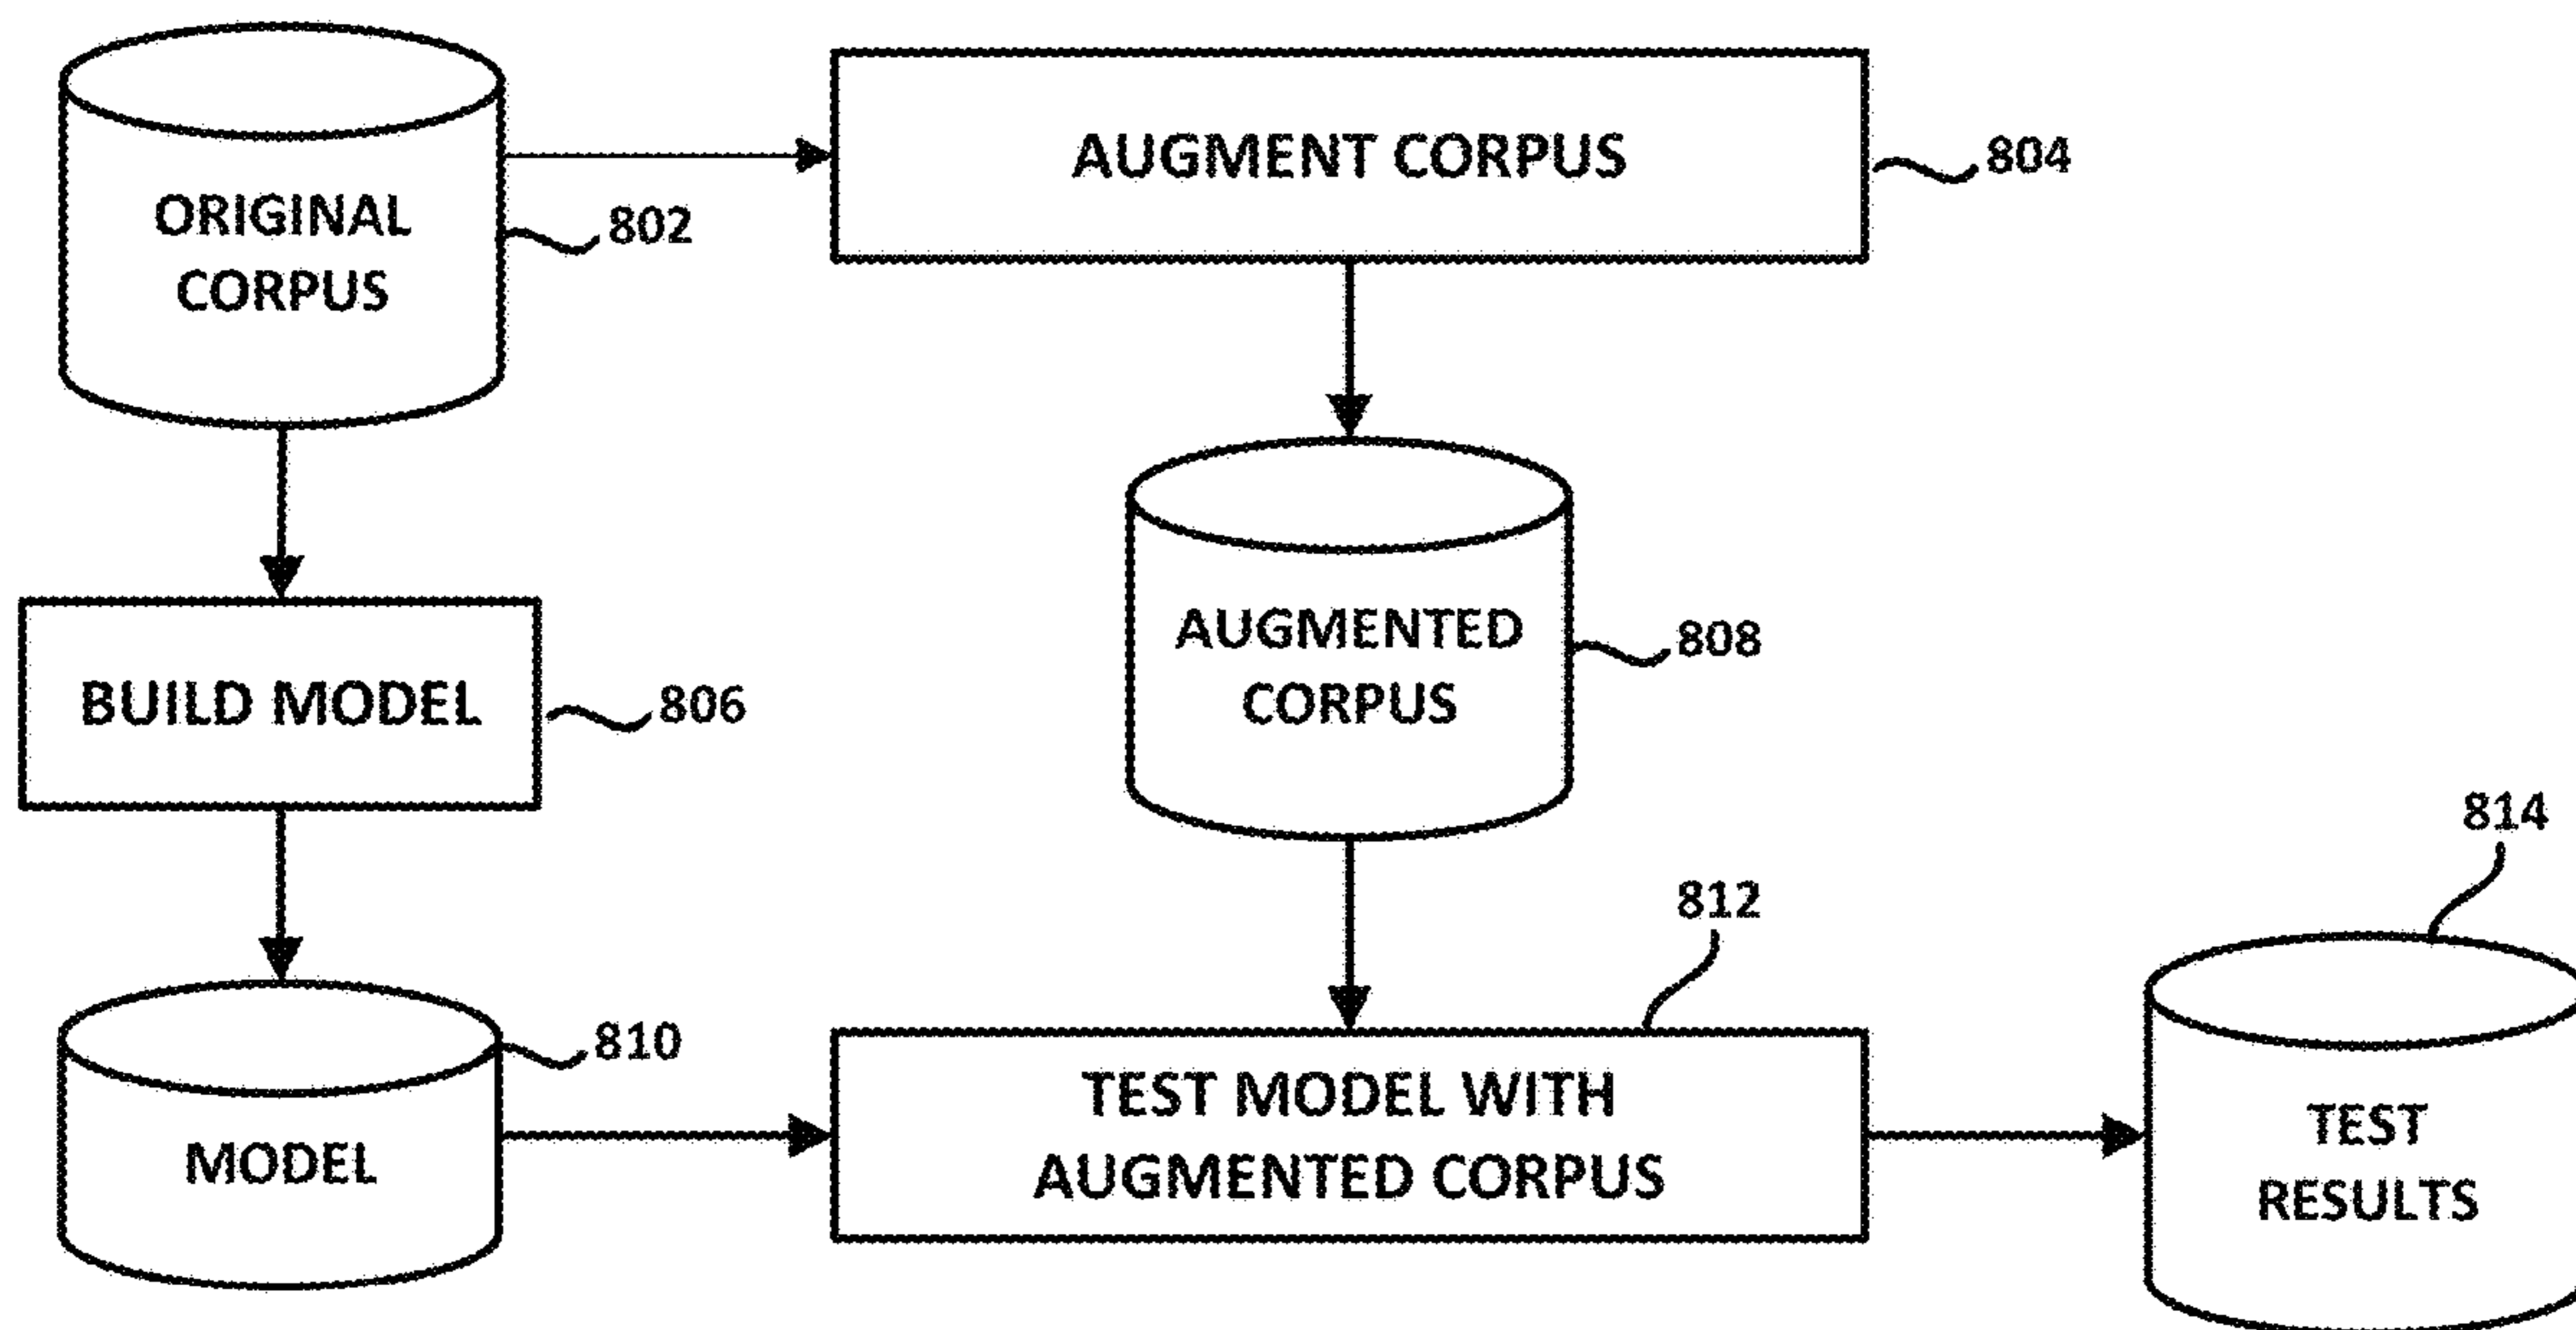 ORIGINAL
CORPUS
802
AUGMENT CORPUS
804
BUILD MODEL
806
AUGMENTED
CORPUS
808
MODEL
810
TEST MODEL WITH
AUGMENTED CORPUS
812
TEST
RESULTS
814